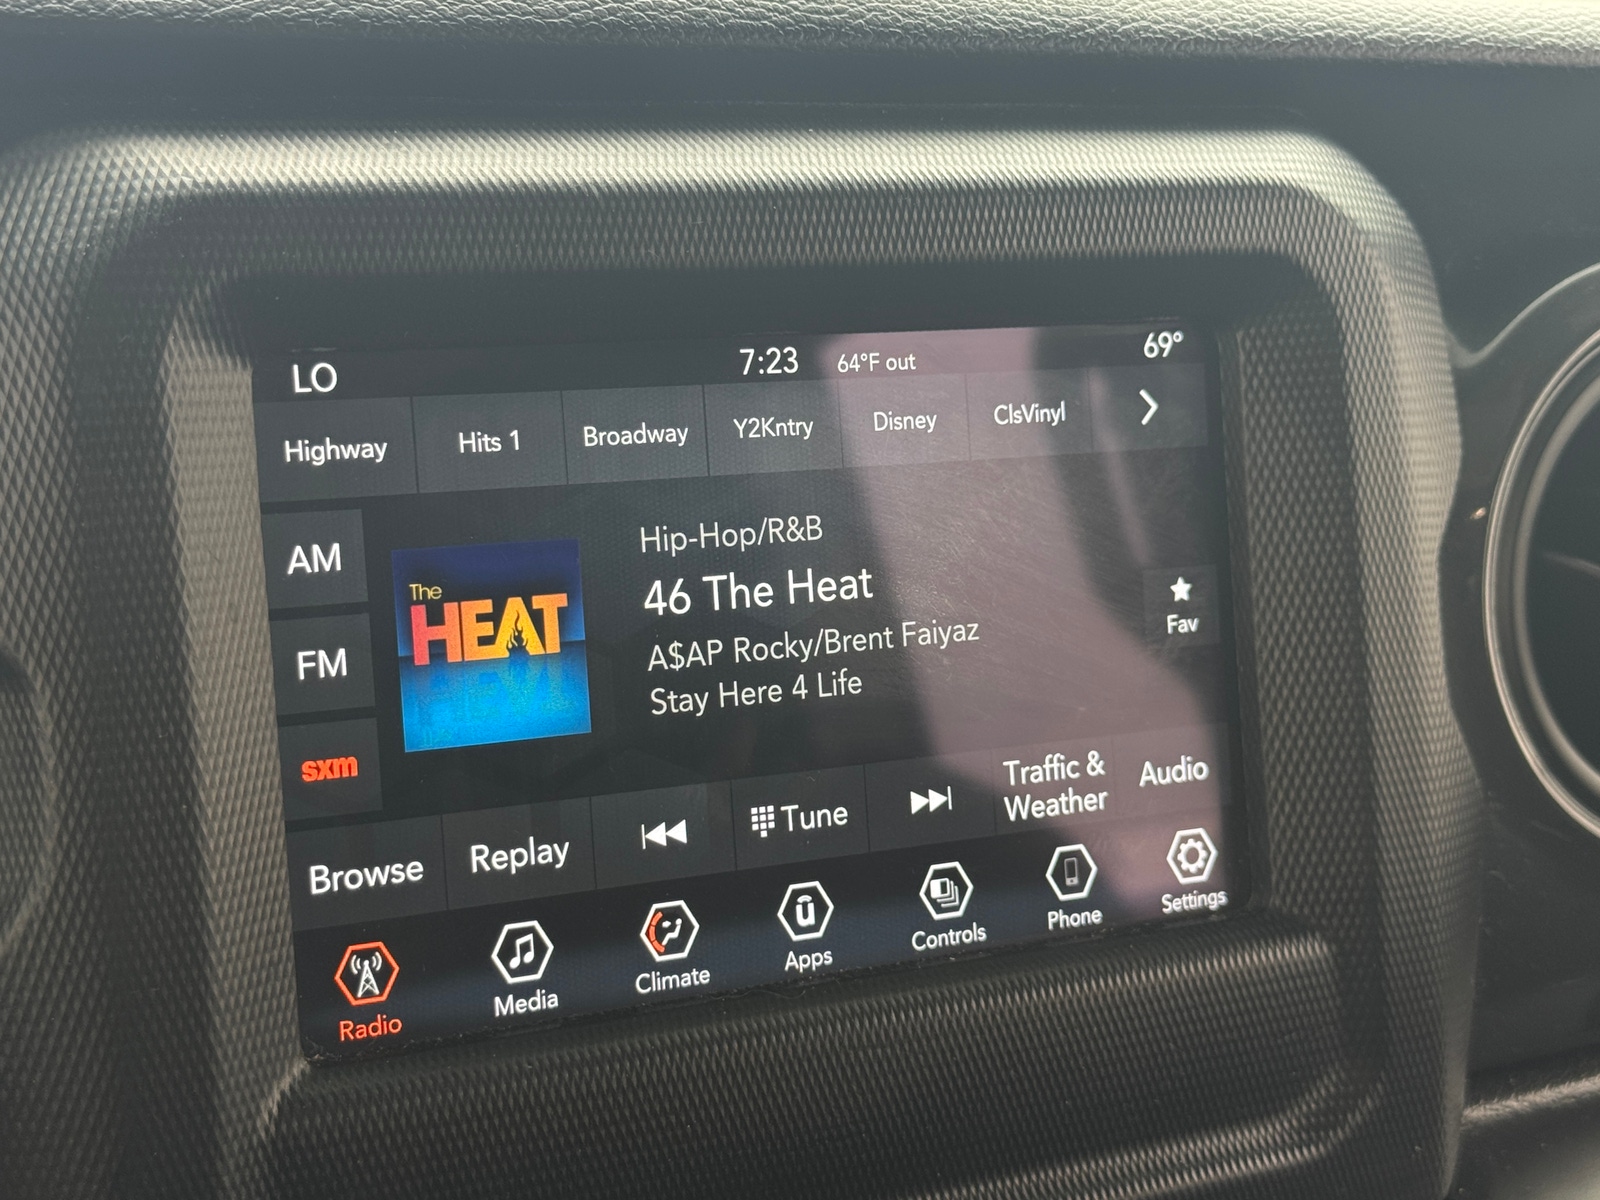 LO 7:23 64°F out 69°
Highway Hits 1 Broadway Y2Kntry Disney ClsVinyl
AM
FM
sxm
The
HEAT
Hip-Hop/R&B
46 The Heat
A$AP Rocky/Brent Faiyaz
Stay Here 4 Life
Fav
Browse Replay Tune Traffic & Weather Audio
Radio Media Climate Apps Controls Phone Settings